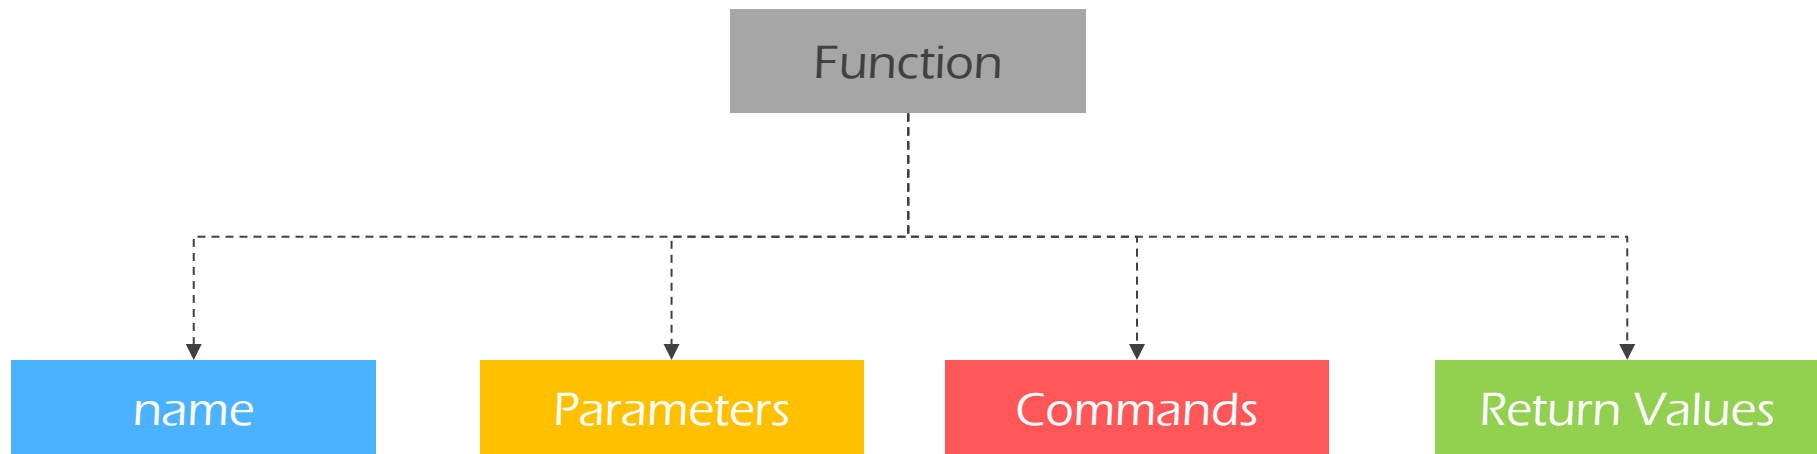 Function
name
Parameters
Commands
Return Values